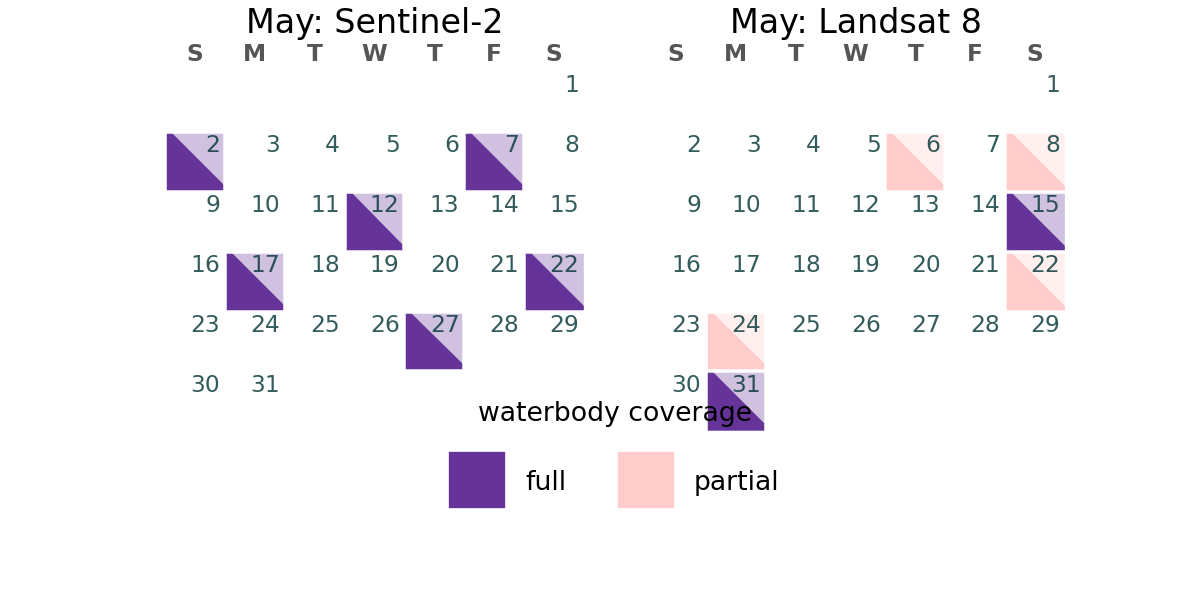 May: Sentinel-2
S M T W T F S
1
2 3 4 5 6 7 8
9 10 11 12 13 14 15
16 17 18 19 20 21 22
23 24 25 26 27 28 29
30 31
May: Landsat 8
S M T W T F S
1
2 3 4 5 6 7 8
9 10 11 12 13 14 15
16 17 18 19 20 21 22
23 24 25 26 27 28 29
30 31
waterbody coverage
full partial